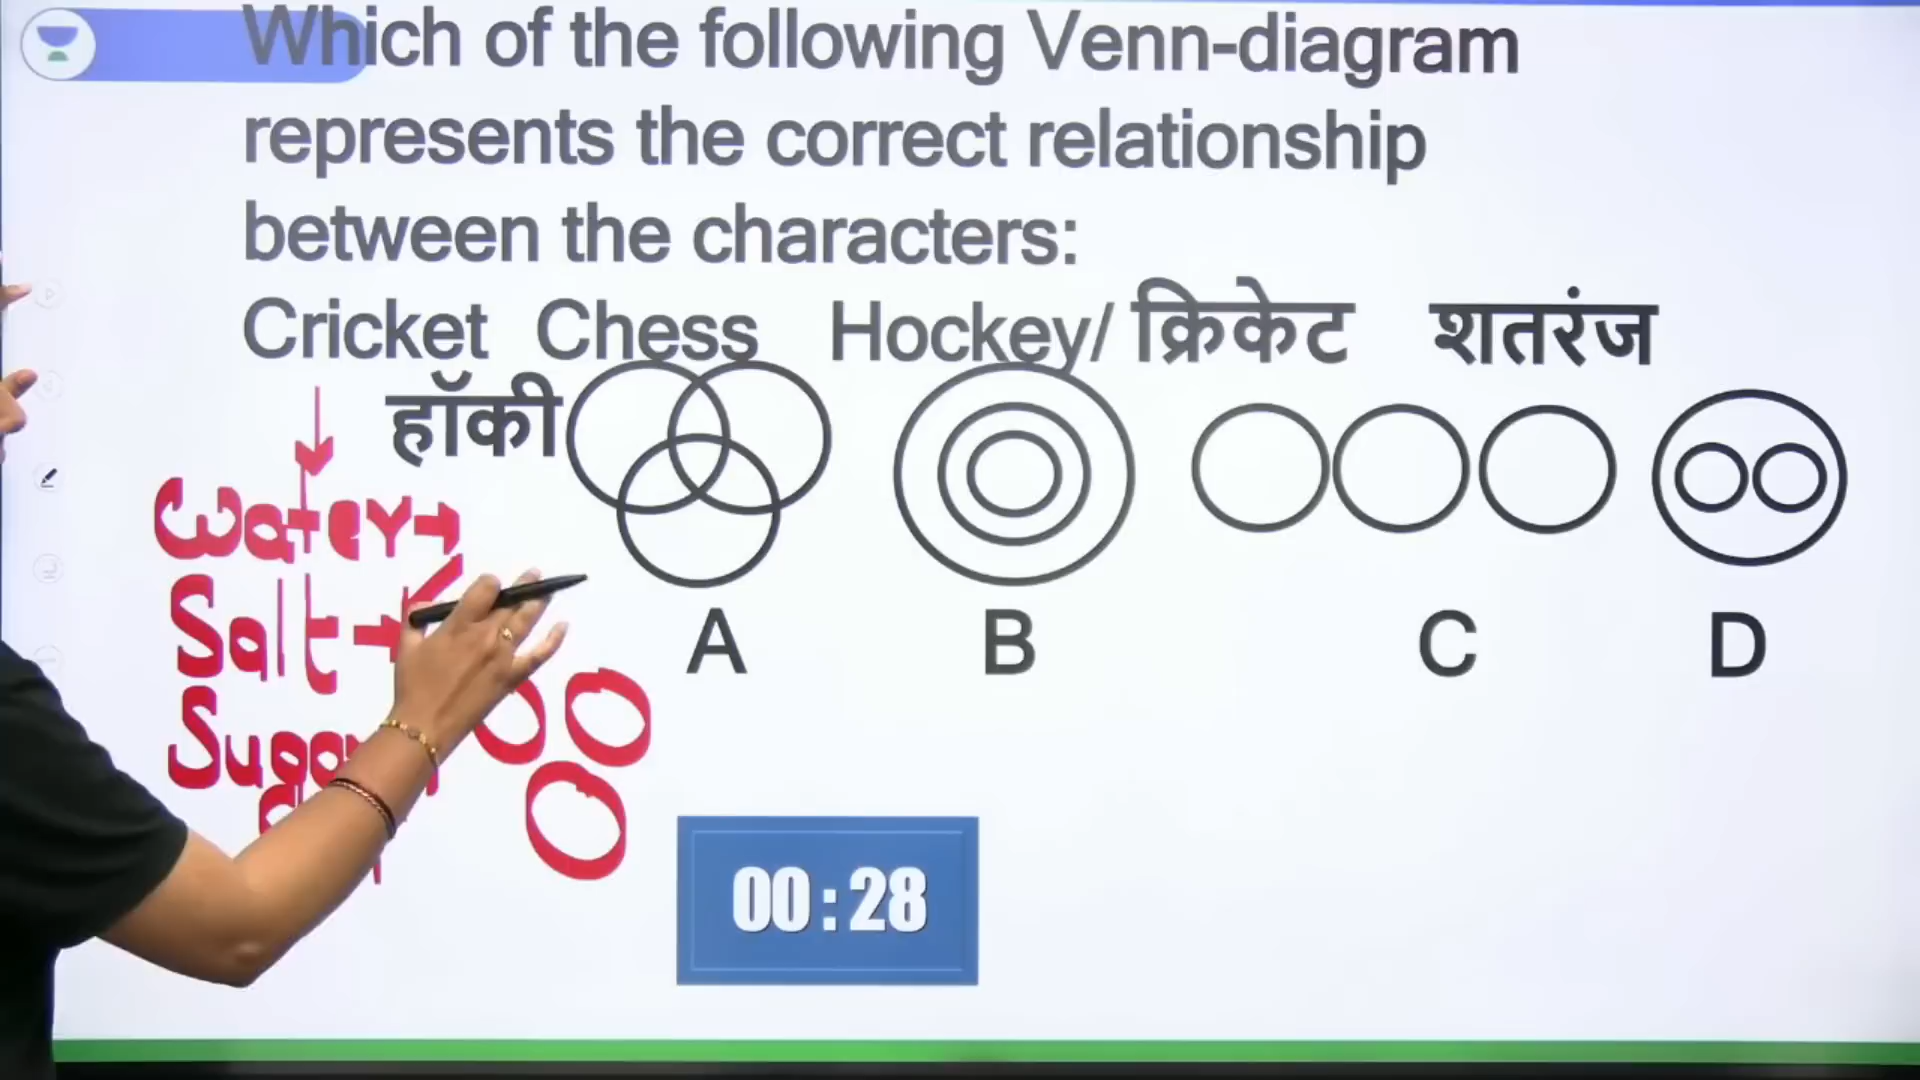 Which of the following Venn-diagram
represents the correct relationship
between the characters:
Cricket Chess Hockey/ क्रिकेट शतरंज
हॉकी
Water
Salt
A B C D
00:28